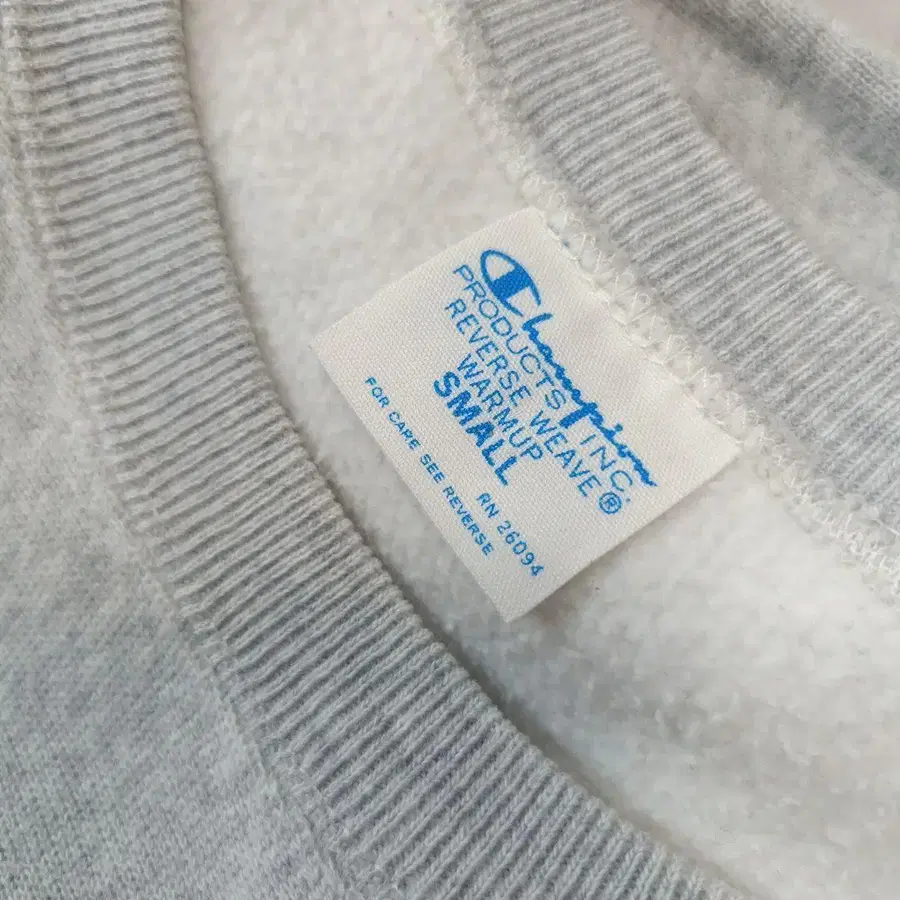 Champion
PRODUCTS INC.
REVERSE WEAVE®
WARMUP
SMALL
RN 26094
FOR CARE SEE REVERSE